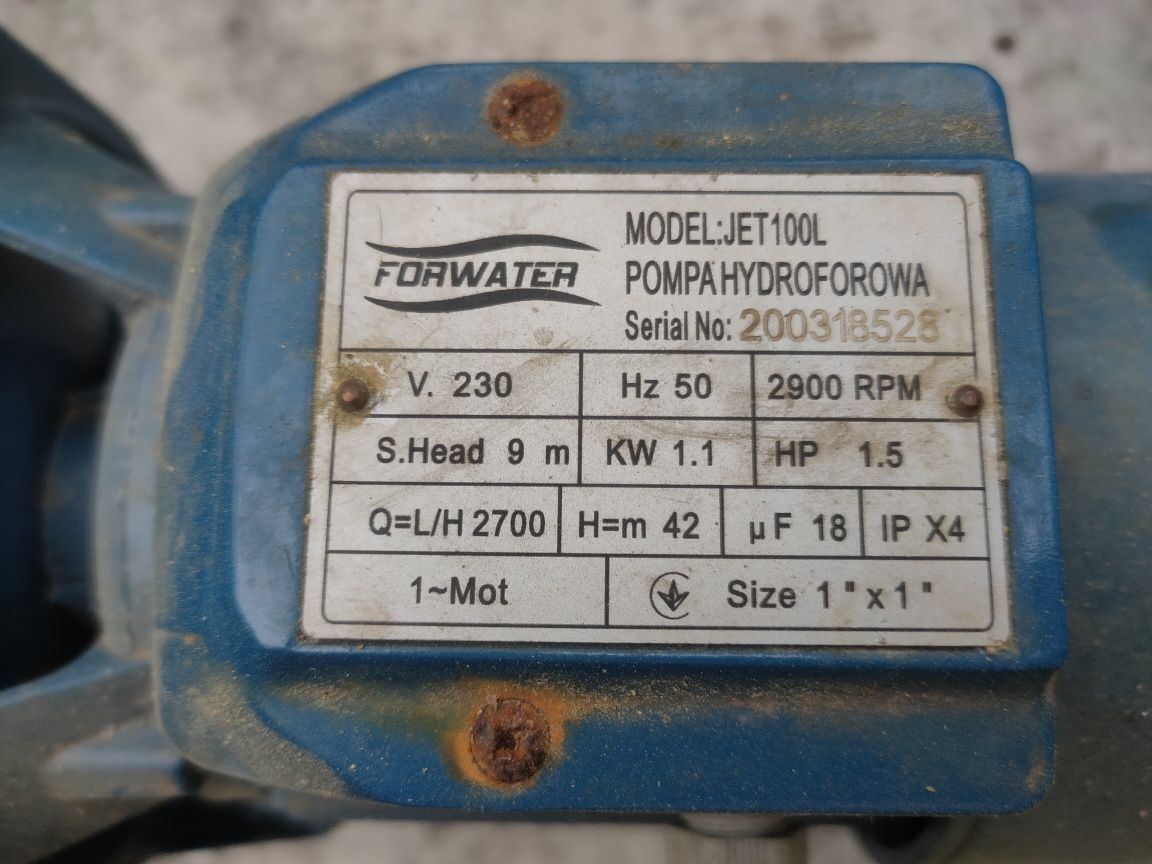 FORWATER
MODEL:JET100L
POMPA HYDROFOROWA
Serial No: 200318528
V. 230 Hz 50 2900 RPM
S.Head 9 m KW 1.1 HP 1.5
Q=L/H 2700 H=m 42 µF 18 IP X4
1~Mot Size 1"x1"